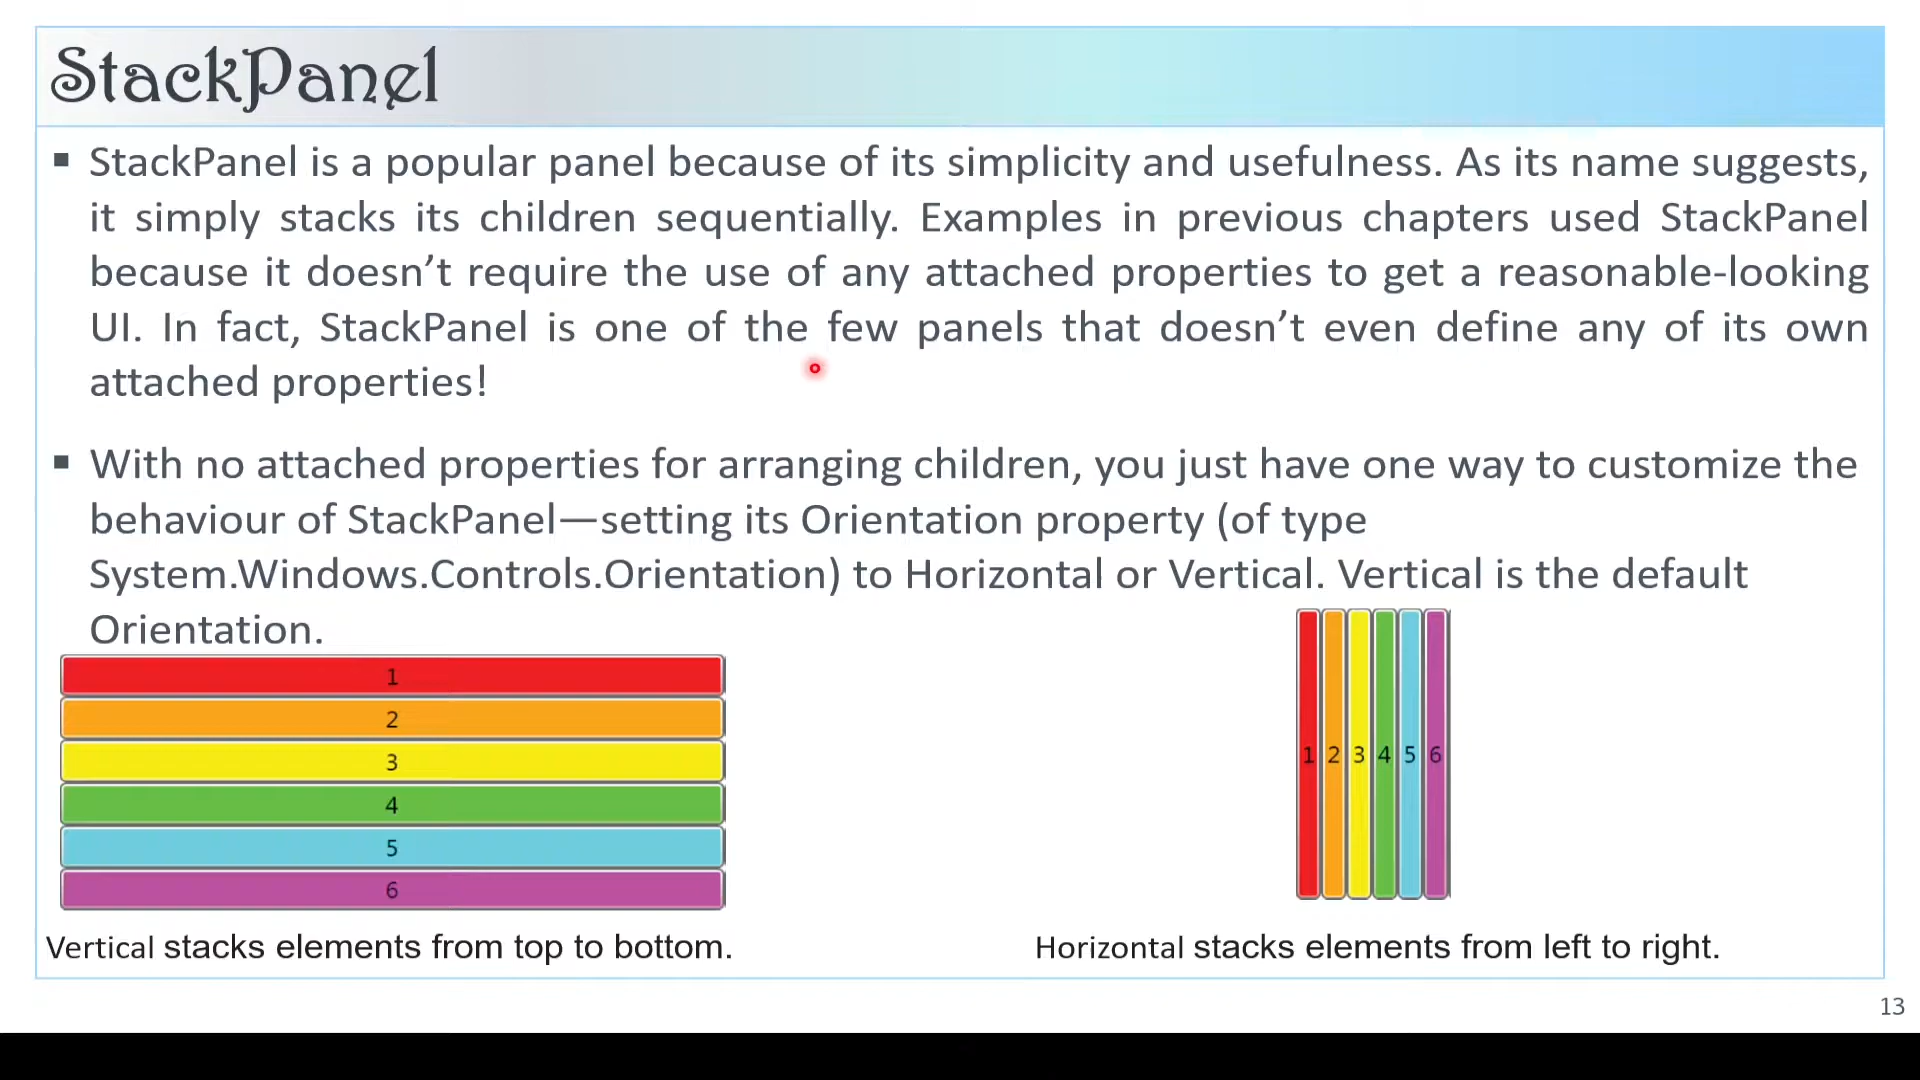 StackPanel
▪ StackPanel is a popular panel because of its simplicity and usefulness. As its name suggests,
it simply stacks its children sequentially. Examples in previous chapters used StackPanel
because it doesn’t require the use of any attached properties to get a reasonable-looking
UI. In fact, StackPanel is one of the few panels that doesn’t even define any of its own
attached properties!
▪ With no attached properties for arranging children, you just have one way to customize the
behaviour of StackPanel—setting its Orientation property (of type
System.Windows.Controls.Orientation) to Horizontal or Vertical. Vertical is the default
Orientation.
1
2
3
4
5
6
1 2 3 4 5 6
Vertical stacks elements from top to bottom.
Horizontal stacks elements from left to right.
13